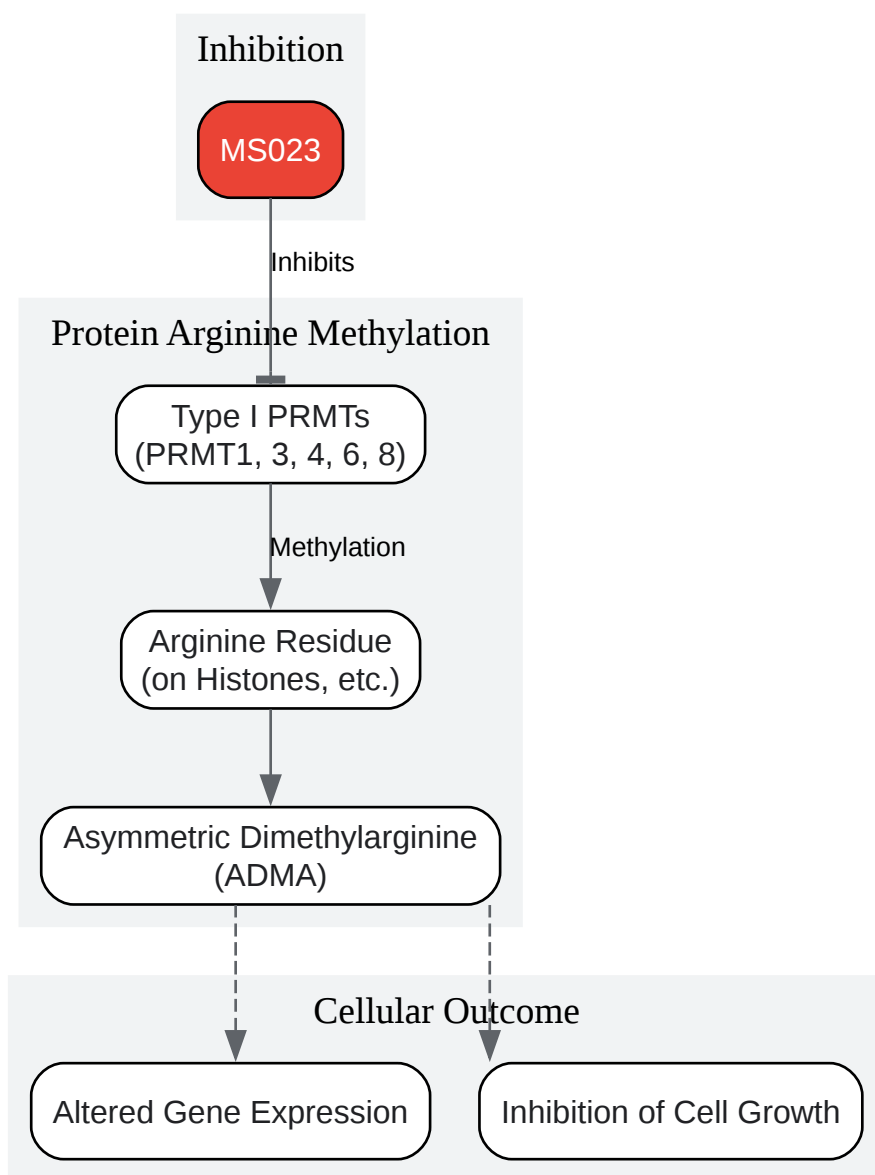 Inhibition
MS023
Inhibits
Protein Arginine Methylation
Type I PRMTs
(PRMT1, 3, 4, 6, 8)
Methylation
Arginine Residue
(on Histones, etc.)
Asymmetric Dimethylarginine
(ADMA)
Cellular Outcome
Altered Gene Expression
Inhibition of Cell Growth